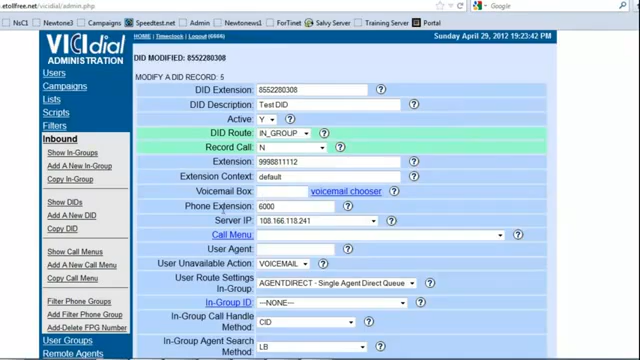 etollfree.net/vicidial/admin.php
Google
NsC1 Newtone3 Campaigns Speedtest.net Admin Newtones1 ForTinet Savvy Training Server Portal
VICIdial
ADMINISTRATION
HOME | Timeclock | Logout (6666)
Sunday April 29, 2012 19:23:42 PM
Users
Campaigns
Lists
Scripts
Filters
Inbound
Show In-Groups
Add A New In-Group
Copy In-Group
Show DIDs
Add A New DID
Copy DID
Show Call Menus
Add A New Call Menu
Copy Call Menu
Filter Phone Groups
Add Filter Phone Group
Add-Delete FPG Number
User Groups
Remote Agents
DID MODIFIED: 8552280308
MODIFY A DID RECORD: 5
DID Extension: 8552280308 ?
DID Description: Test DID ?
Active: Y ?
DID Route: IN_GROUP ?
Record Call: N ?
Extension: 9998811112 ?
Extension Context: default ?
Voicemail Box: voicemail chooser ?
Phone Extension: 6000 ?
Server IP: 108.166.118.241 ?
Call Menu: ?
User Agent: ?
User Unavailable Action: VOICEMAIL ?
User Route Settings In-Group: AGENTDIRECT - Single Agent Direct Queue ?
In-Group ID: ---NONE--- ?
In-Group Call Handle Method: CID ?
In-Group Agent Search Method: LB ?